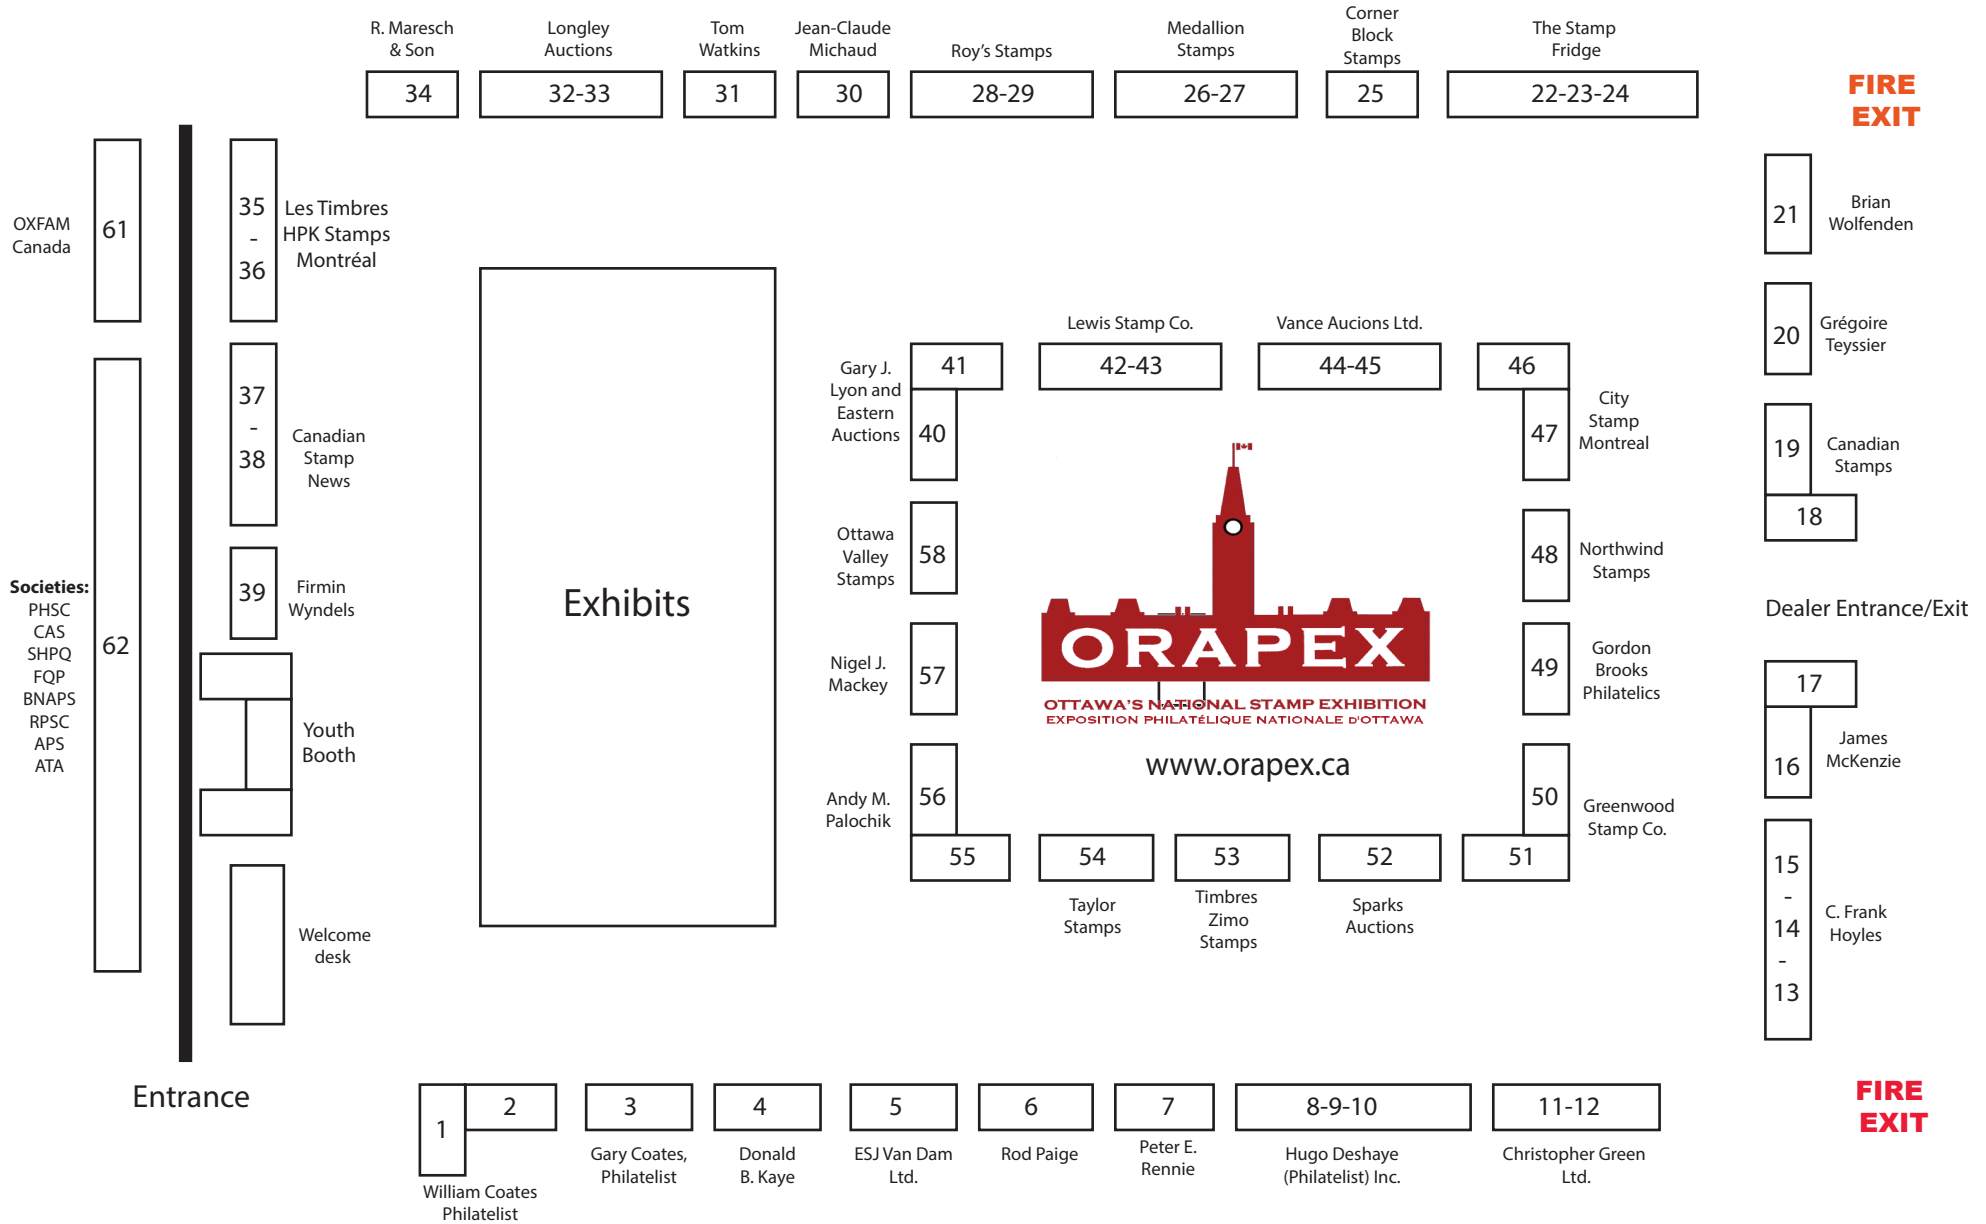 R. Maresch
& Son
34
Longley
Auctions
32-33
Tom
Watkins
31
Jean-Claude
Michaud
30
Roy's Stamps
28-29
Medallion
Stamps
26-27
Corner
Block
Stamps
25
The Stamp
Fridge
22-23-24
FIRE
EXIT
OXFAM
Canada
61
35
-
36
Les Timbres
HPK Stamps
Montréal
21
Brian
Wolfenden
20
Grégoire
Teyssier
19
Canadian
Stamps
18
37
-
38
Canadian
Stamp
News
39
Firmin
Wyndels
Societies:
PHSC
CAS
SHPQ
FQP
BNAPS
RPSC
APS
ATA
62
Youth
Booth
Welcome
desk
Exhibits
Gary J.
Lyon and
Eastern
Auctions
41
40
Lewis Stamp Co.
42-43
Vance Aucions Ltd.
44-45
46
47
City
Stamp
Montreal
Ottawa
Valley
Stamps
58
48
Northwind
Stamps
Nigel J.
Mackey
57
49
Gordon
Brooks
Philatelics
ORAPEX
OTTAWA'S NATIONAL STAMP EXHIBITION
EXPOSITION PHILATÉLIQUE NATIONALE D'OTTAWA
www.orapex.ca
Andy M.
Palochik
56
55
54
Taylor
Stamps
53
Timbres
Zimo
Stamps
52
Sparks
Auctions
50
51
Greenwood
Stamp Co.
Dealer Entrance/Exit
17
16
James
McKenzie
15
-
14
-
13
C. Frank
Hoyles
Entrance
1
2
William Coates
Philatelist
3
Gary Coates,
Philatelist
4
Donald
B. Kaye
5
ESJ Van Dam
Ltd.
6
Rod Paige
7
Peter E.
Rennie
8-9-10
Hugo Deshaye
(Philatelist) Inc.
11-12
Christopher Green
Ltd.
FIRE
EXIT